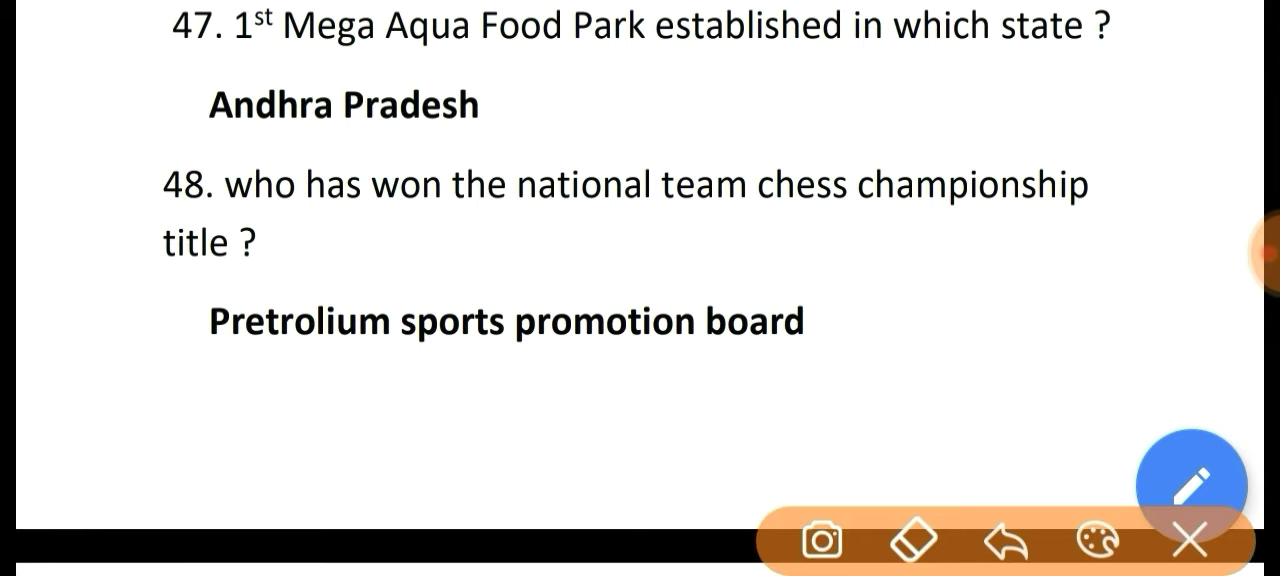 47. 1st Mega Aqua Food Park established in which state ?
Andhra Pradesh
48. who has won the national team chess championship
title ?
Pretrolium sports promotion board